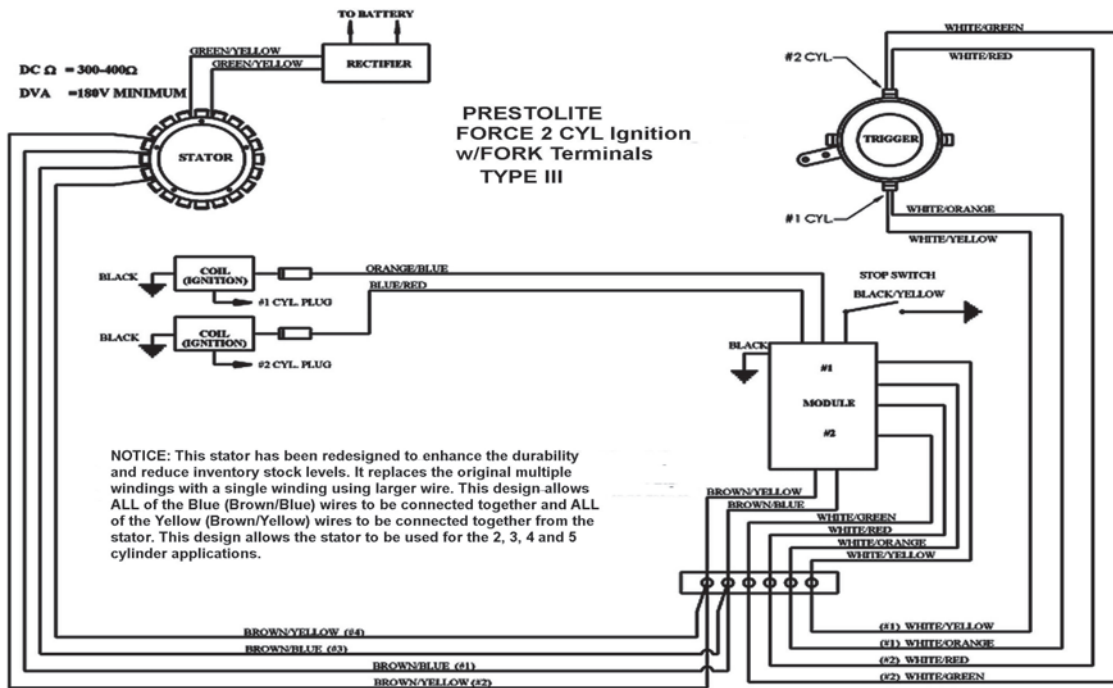 TO BATTERY
GREEN/YELLOW
GREEN/YELLOW
RECTIFIER
DC Ω = 300-400Ω
DVA =180V MINIMUM
STATOR
PRESTOLITE
FORCE 2 CYL Ignition
w/FORK Terminals
TYPE III
WHITE/GREEN
WHITE/RED
#2 CYL.
TRIGGER
#1 CYL.
WHITE/ORANGE
WHITE/YELLOW
BLACK
COIL
(IGNITION)
ORANGE/BLUE
#1 CYL. PLUG
BLUE/RED
BLACK
COIL
(IGNITION)
#2 CYL. PLUG
STOP SWITCH
BLACK/YELLOW
BLACK
#1
MODULE
#2
NOTICE: This stator has been redesigned to enhance the durability
and reduce inventory stock levels. It replaces the original multiple
windings with a single winding using larger wire. This design allows
ALL of the Blue (Brown/Blue) wires to be connected together and ALL
of the Yellow (Brown/Yellow) wires to be connected together from the
stator. This design allows the stator to be used for the 2, 3, 4 and 5
cylinder applications.
BROWN/YELLOW
BROWN/BLUE
WHITE/GREEN
WHITE/RED
WHITE/ORANGE
WHITE/YELLOW
BROWN/YELLOW (#4)
BROWN/BLUE (#3)
BROWN/BLUE (#1)
BROWN/YELLOW (#2)
(#1) WHITE/YELLOW
(#1) WHITE/ORANGE
(#2) WHITE/RED
(#2) WHITE/GREEN